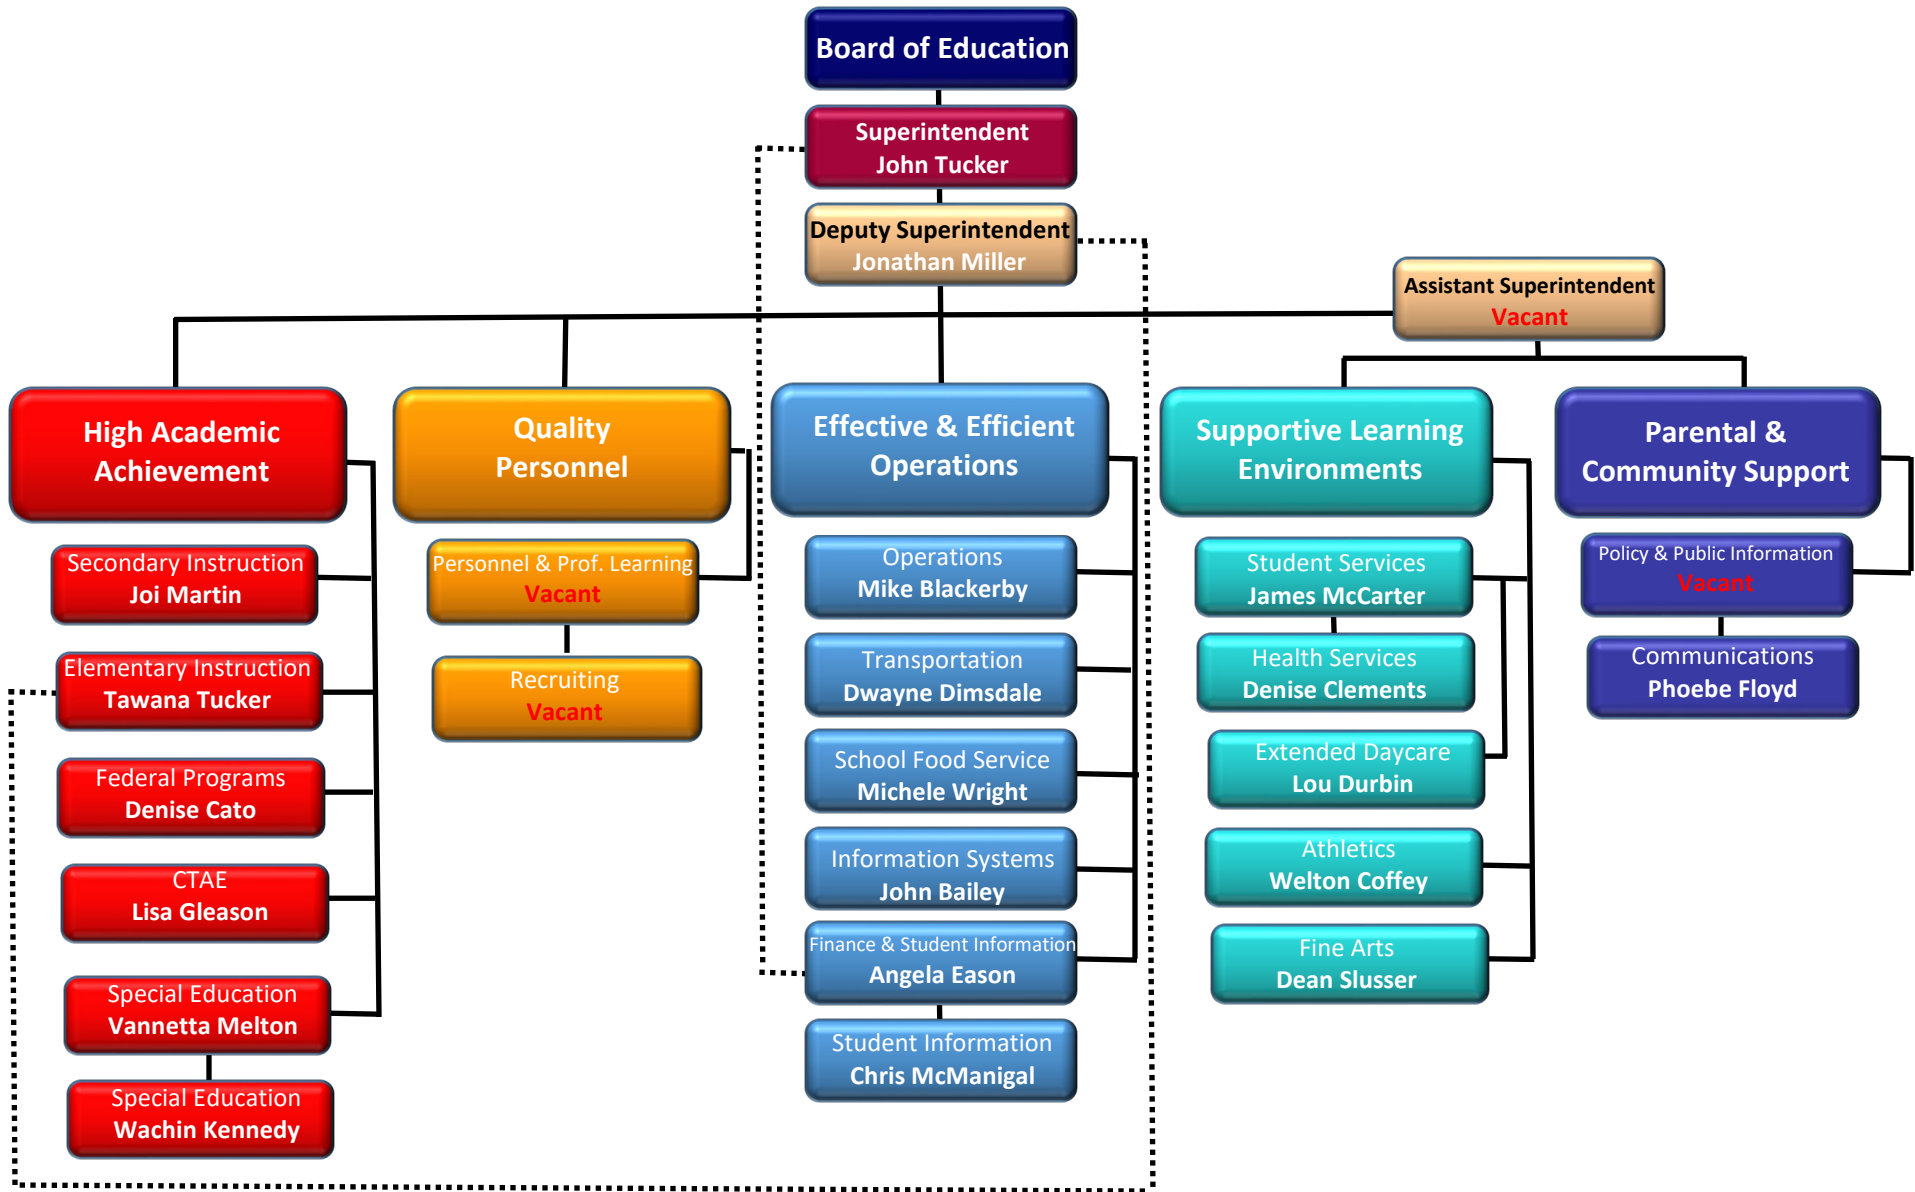 Board of Education
Superintendent
John Tucker
Deputy Superintendent
Jonathan Miller
Assistant Superintendent
Vacant
High Academic
Achievement
Secondary Instruction
Joi Martin
Elementary Instruction
Tawana Tucker
Federal Programs
Denise Cato
CTAE
Lisa Gleason
Special Education
Vannetta Melton
Special Education
Wachin Kennedy
Quality
Personnel
Personnel & Prof. Learning
Vacant
Recruiting
Vacant
Effective & Efficient
Operations
Operations
Mike Blackerby
Transportation
Dwayne Dimsdale
School Food Service
Michele Wright
Information Systems
John Bailey
Finance & Student Information
Angela Eason
Student Information
Chris McManigal
Supportive Learning
Environments
Student Services
James McCarter
Health Services
Denise Clements
Extended Daycare
Lou Durbin
Athletics
Welton Coffey
Fine Arts
Dean Slusser
Parental &
Community Support
Policy & Public Information
Vacant
Communications
Phoebe Floyd